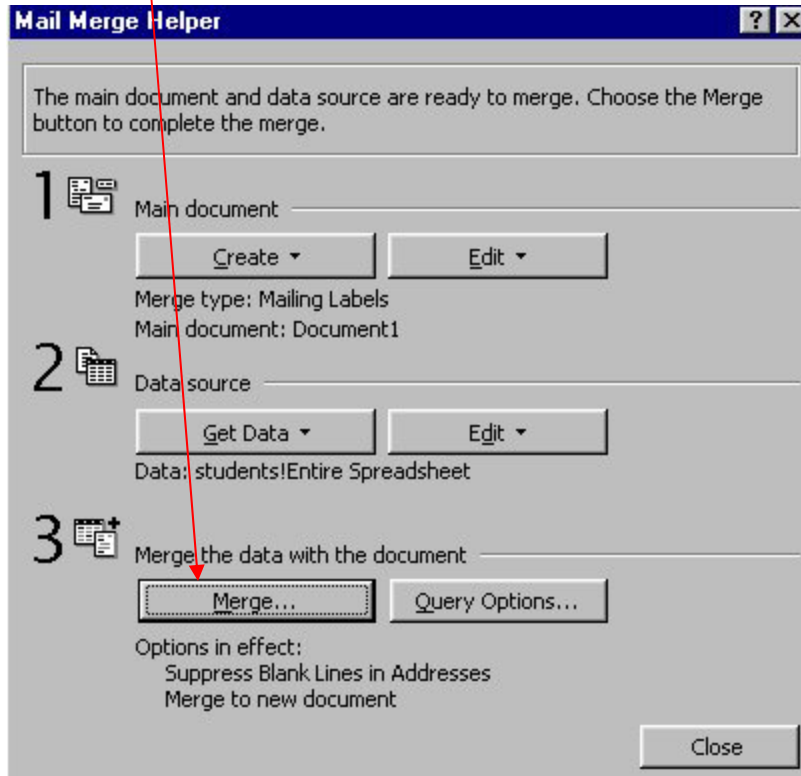 Mail Merge Helper
The main document and data source are ready to merge. Choose the Merge
button to complete the merge.
1
Main document
Create Edit
Merge type: Mailing Labels
Main document: Document1
2
Data source
Get Data Edit
Data: students!Entire Spreadsheet
3
Merge the data with the document
Merge... Query Options...
Options in effect:
Suppress Blank Lines in Addresses
Merge to new document
Close